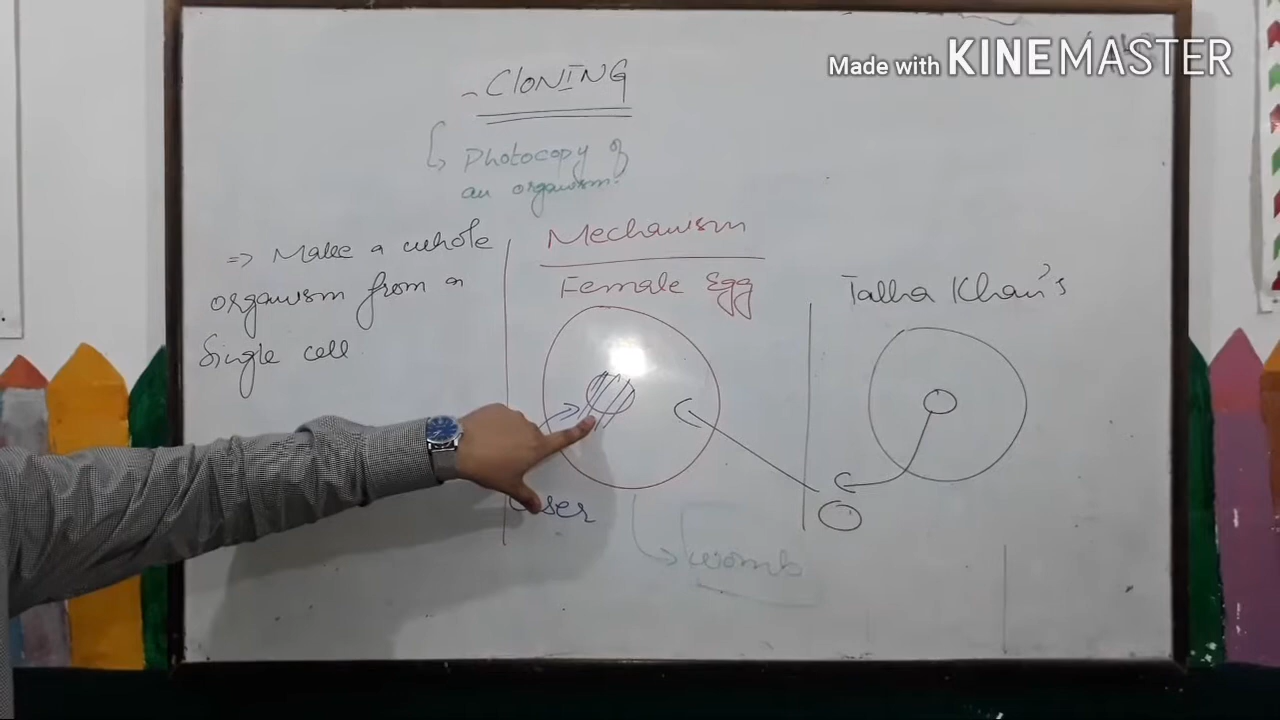 Made with KINEMASTER
- CloNING
Photocopy of
an organism.
=> Make a whole
organism from a
Single cell
Mechanism
Female Egg
Talha Khan's
womb